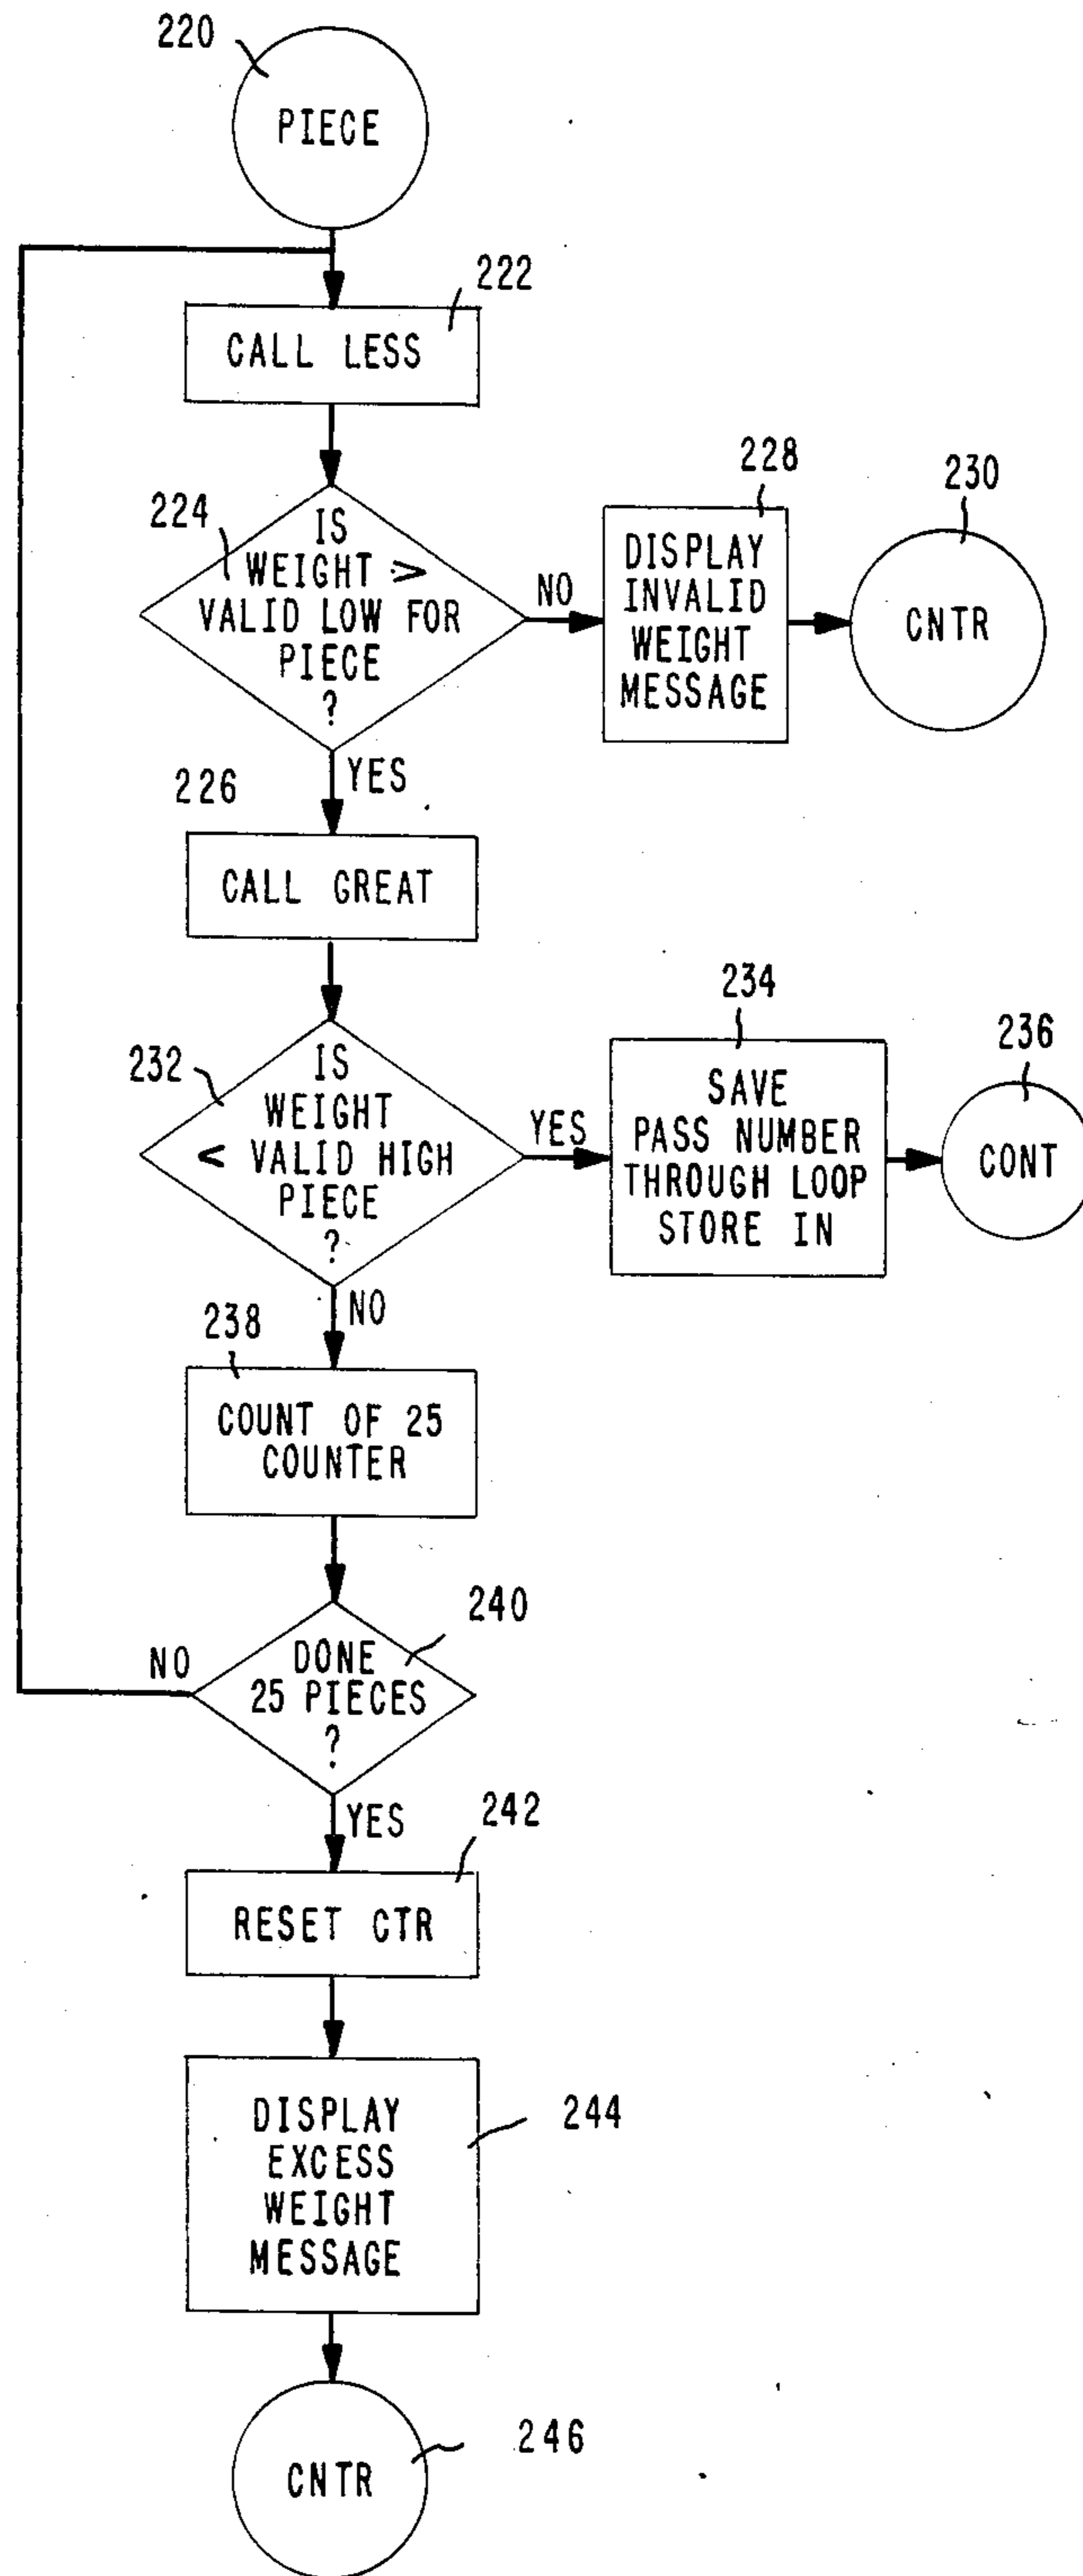 220
PIECE
222
CALL LESS
224
IS
WEIGHT ≥
VALID LOW FOR
PIECE
?
NO
228
DISPLAY
INVALID
WEIGHT
MESSAGE
230
CNTR
YES
226
CALL GREAT
232
IS
WEIGHT
< VALID HIGH
PIECE
?
YES
234
SAVE
PASS NUMBER
THROUGH LOOP
STORE IN
236
CONT
NO
238
COUNT OF 25
COUNTER
240
DONE
25 PIECES
?
NO
YES
242
RESET CTR
244
DISPLAY
EXCESS
WEIGHT
MESSAGE
246
CNTR